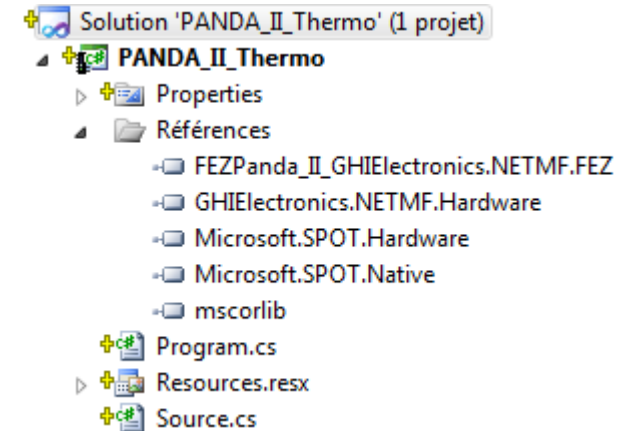 Solution 'PANDA_II_Thermo' (1 projet)
PANDA_II_Thermo
Properties
Références
FEZPanda_II_GHIElectronics.NETMF.FEZ
GHIElectronics.NETMF.Hardware
Microsoft.SPOT.Hardware
Microsoft.SPOT.Native
mscorlib
Program.cs
Resources.resx
Source.cs